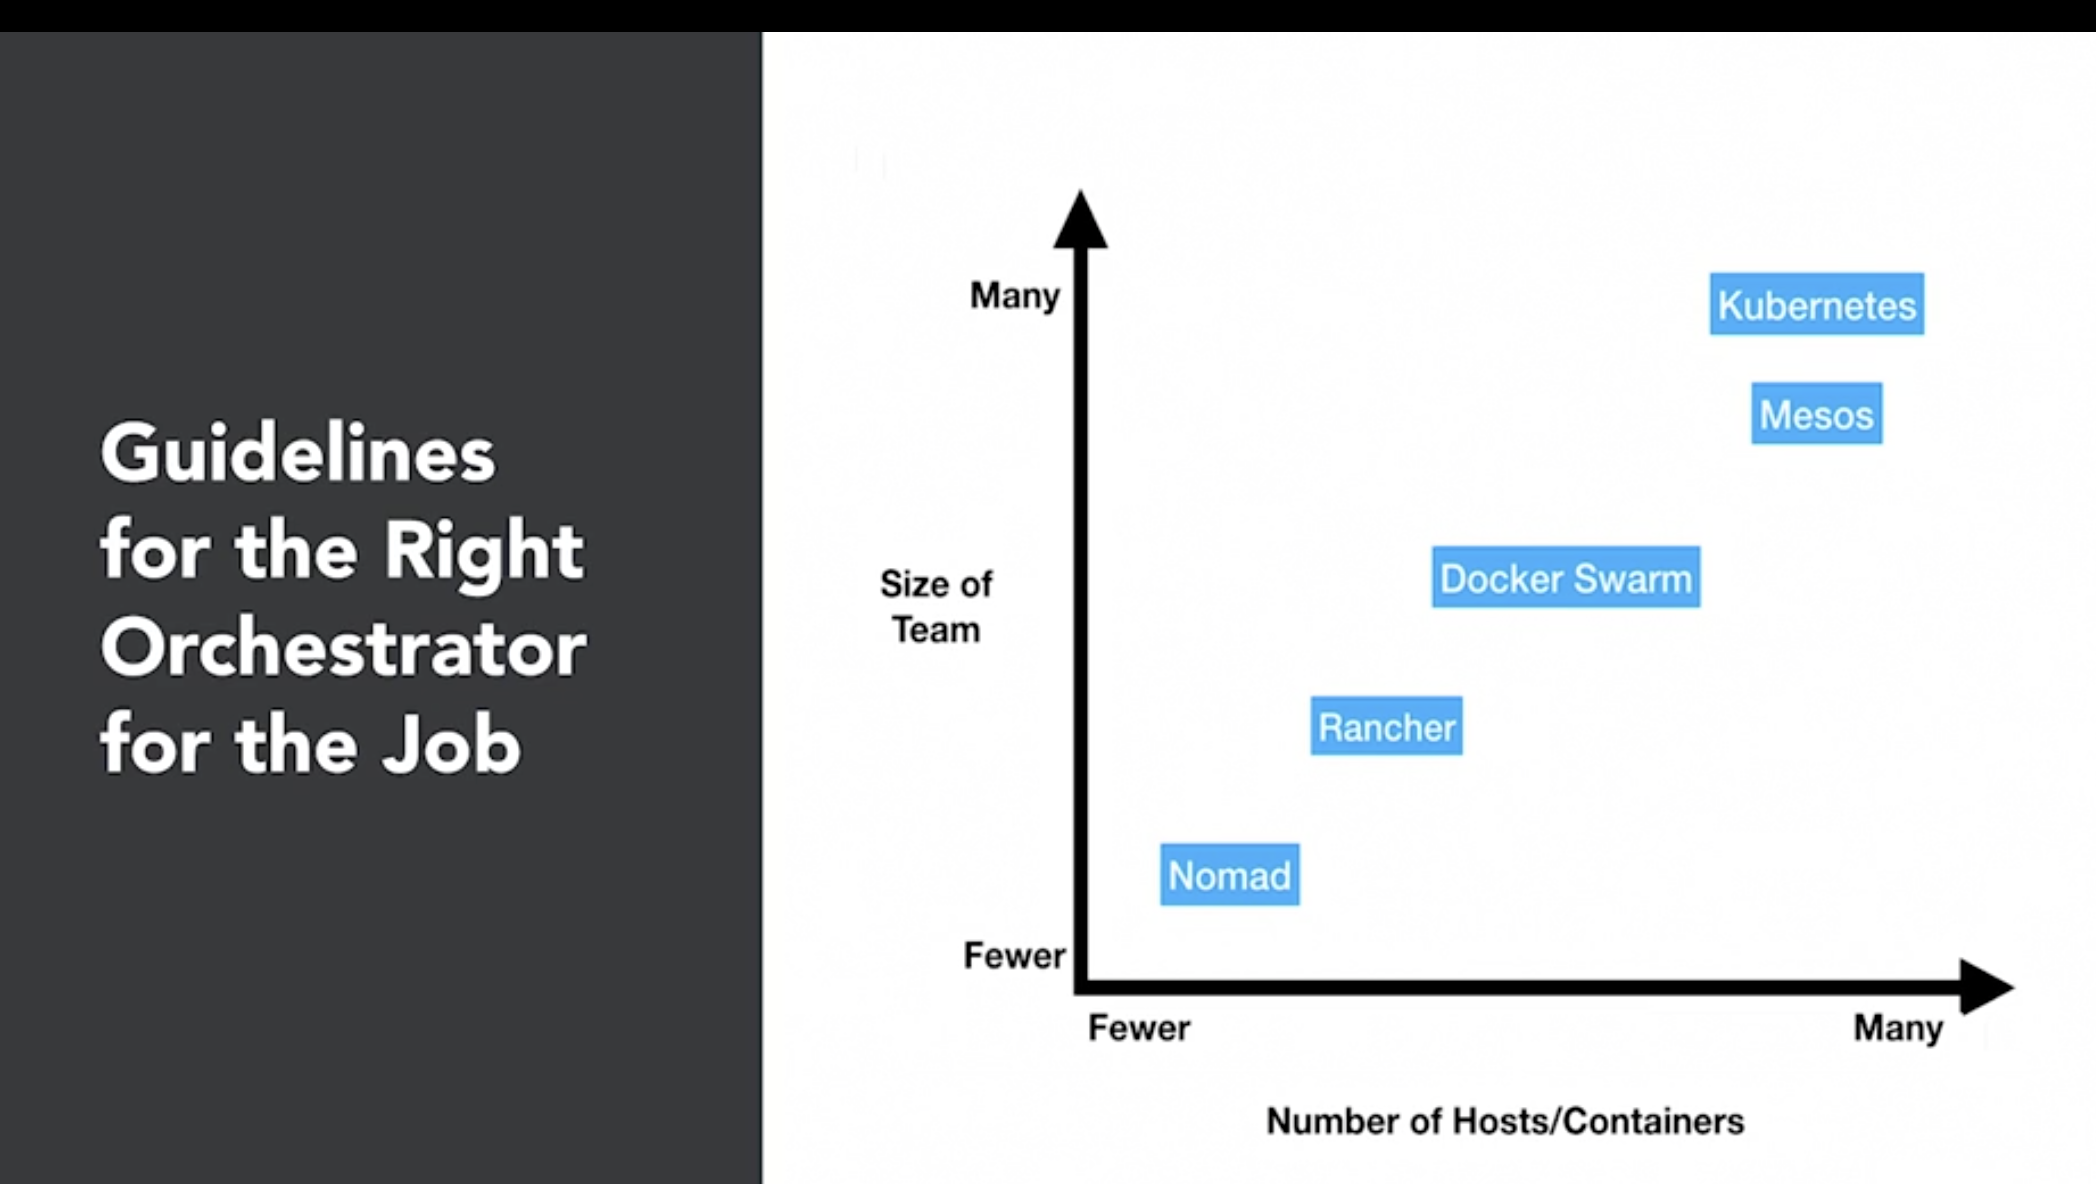 Guidelines
for the Right
Orchestrator
for the Job
Many
Kubernetes
Mesos
Size of
Team
Docker Swarm
Rancher
Nomad
Fewer
Fewer
Many
Number of Hosts/Containers